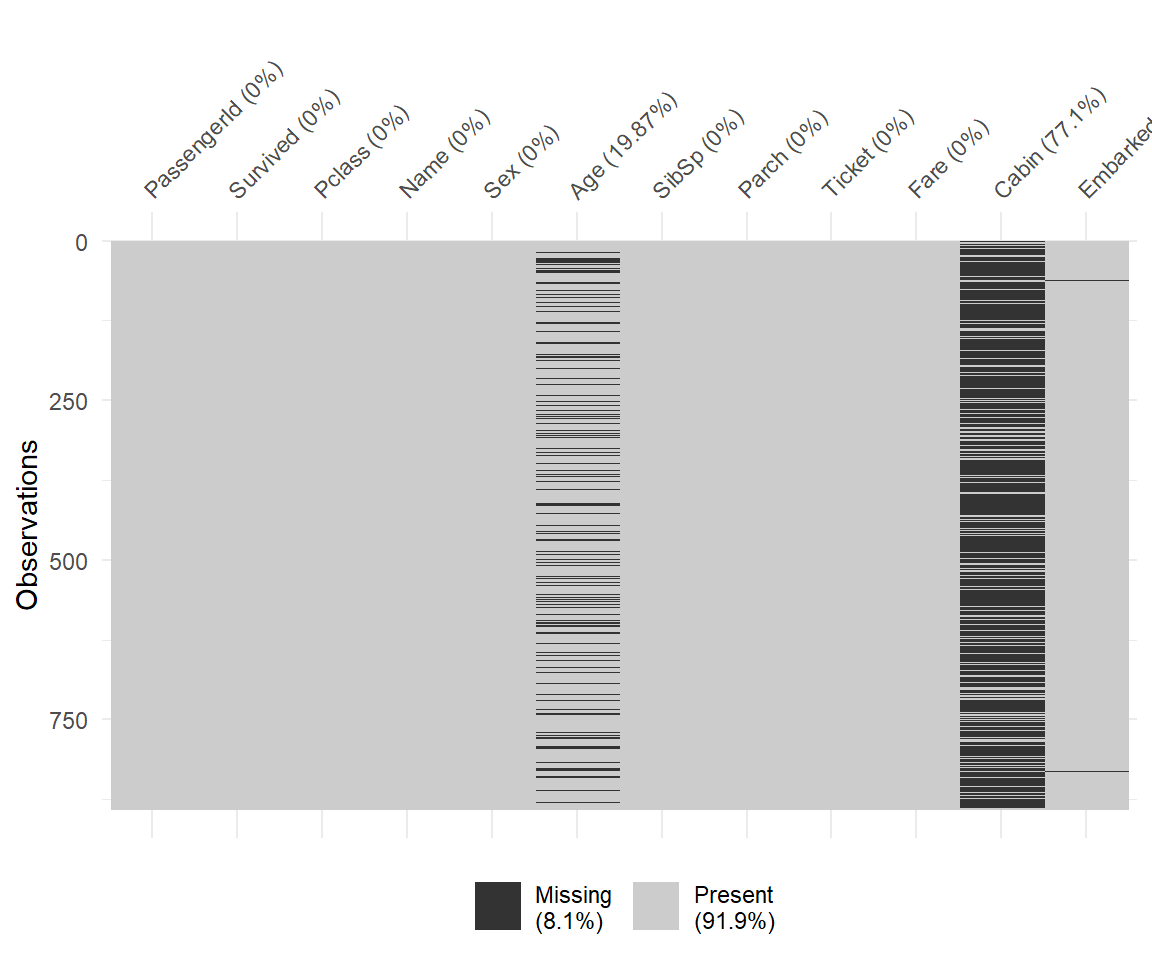 PassengerId (0%)
Survived (0%)
Pclass (0%)
Name (0%)
Sex (0%)
Age (19.87%)
SibSp (0%)
Parch (0%)
Ticket (0%)
Fare (0%)
Cabin (77.1%)
Embarked
0
250
500
750
Observations
Missing
(8.1%)
Present
(91.9%)